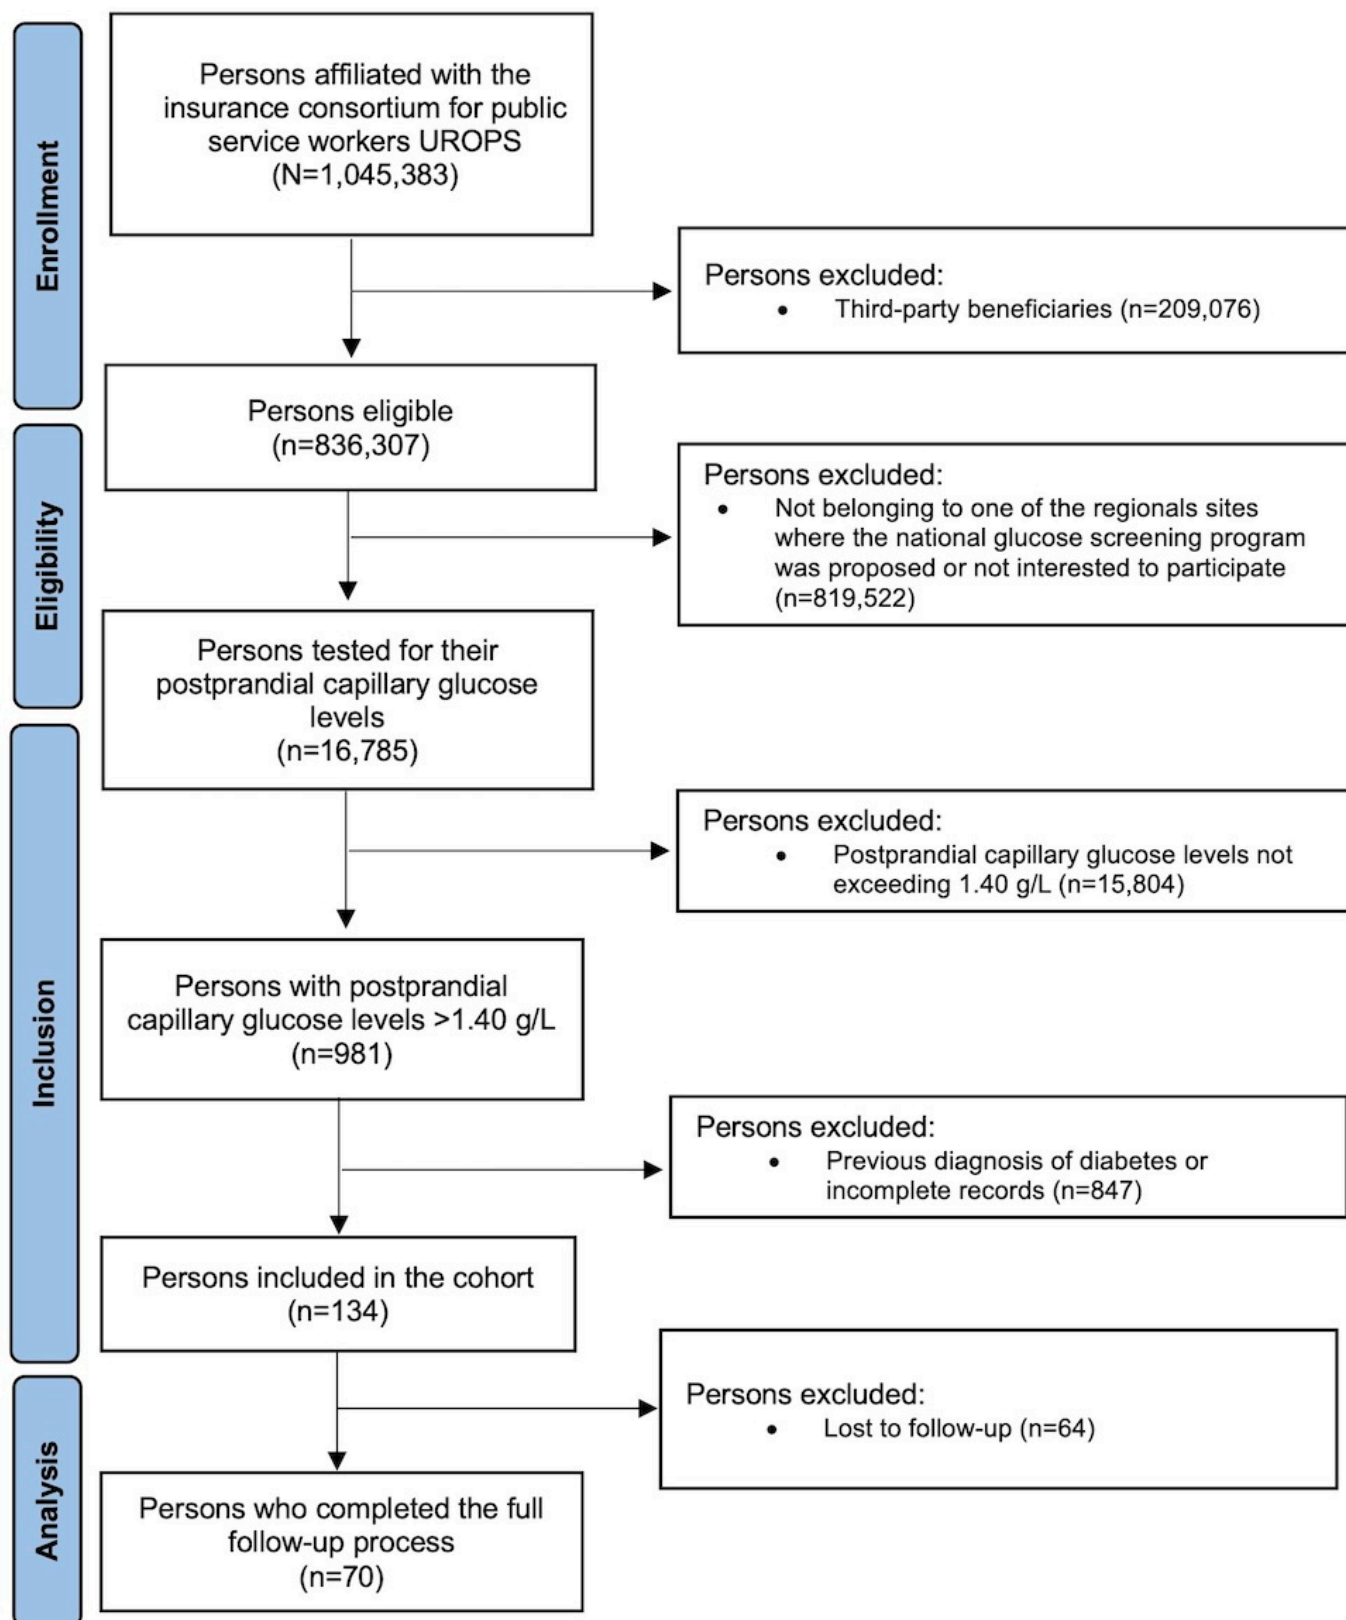 Enrollment
Persons affiliated with the
insurance consortium for public
service workers UROPS
(N=1,045,383)
Persons excluded:
• Third-party beneficiaries (n=209,076)
Persons eligible
(n=836,307)
Eligibility
Persons excluded:
• Not belonging to one of the regionals sites
where the national glucose screening program
was proposed or not interested to participate
(n=819,522)
Persons tested for their
postprandial capillary glucose
levels
(n=16,785)
Inclusion
Persons excluded:
• Postprandial capillary glucose levels not
exceeding 1.40 g/L (n=15,804)
Persons with postprandial
capillary glucose levels >1.40 g/L
(n=981)
Persons excluded:
• Previous diagnosis of diabetes or
incomplete records (n=847)
Persons included in the cohort
(n=134)
Analysis
Persons excluded:
• Lost to follow-up (n=64)
Persons who completed the full
follow-up process
(n=70)